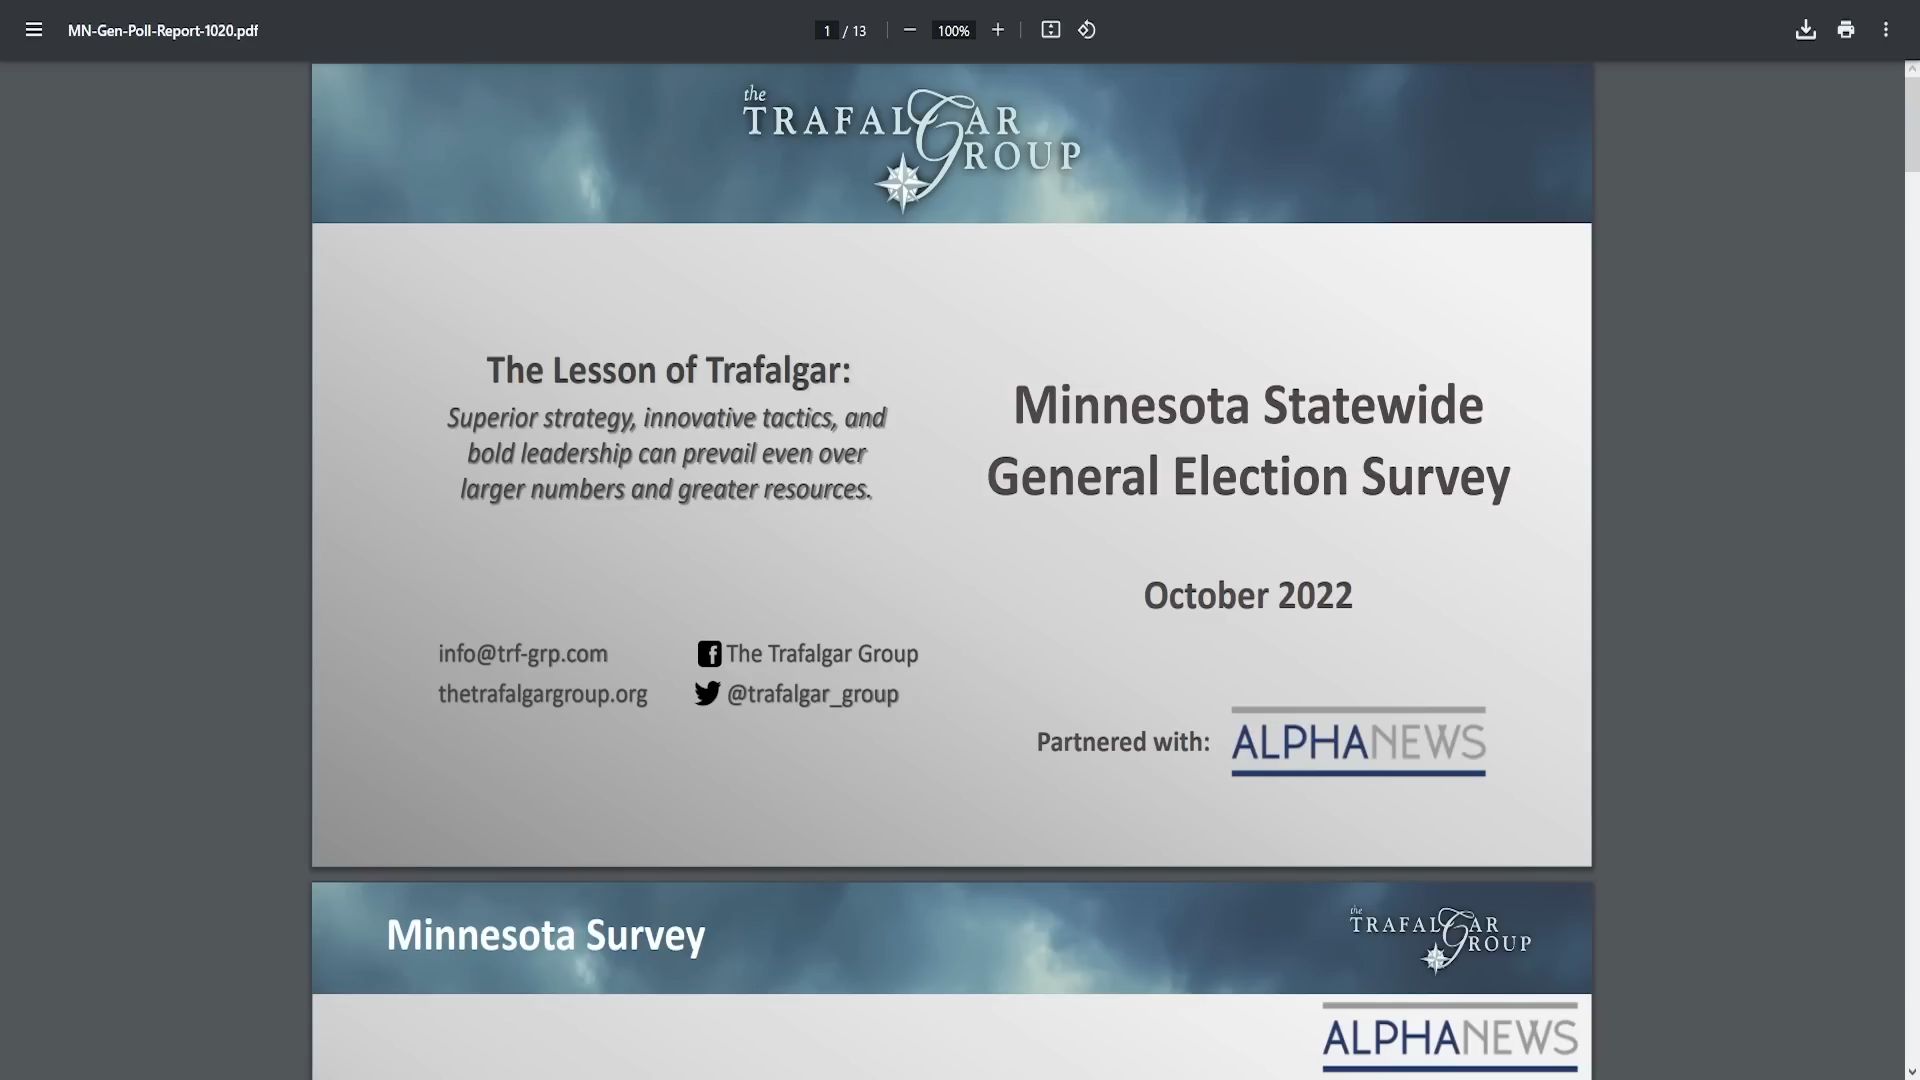 MN-Gen-Poll-Report-1020.pdf
1 / 13
100%
the
TRAFALGAR
GROUP
The Lesson of Trafalgar:
Superior strategy, innovative tactics, and
bold leadership can prevail even over
larger numbers and greater resources.
Minnesota Statewide
General Election Survey
October 2022
info@trf-grp.com
The Trafalgar Group
thetrafalgargroup.org
@trafalgar_group
Partnered with:
ALPHANEWS
Minnesota Survey
the
TRAFALGAR
GROUP
ALPHANEWS